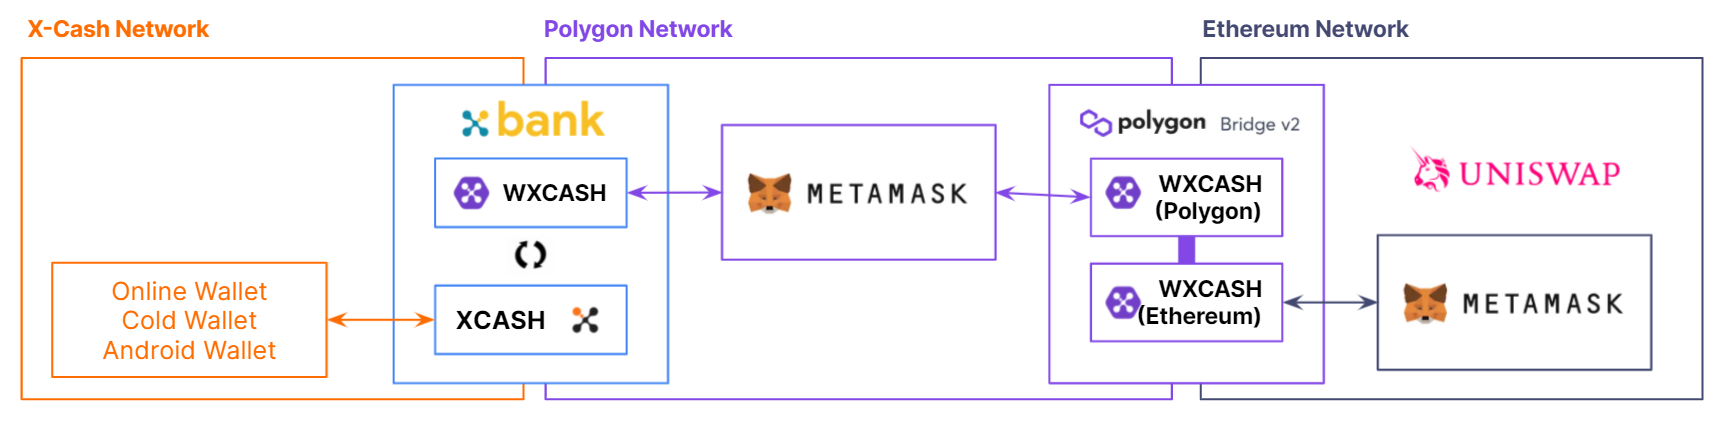 X-Cash Network
Polygon Network
Ethereum Network
bank
WXCASH
XCASH
Online Wallet
Cold Wallet
Android Wallet
METAMASK
polygon Bridge v2
WXCASH
(Polygon)
WXCASH
(Ethereum)
UNISWAP
METAMASK